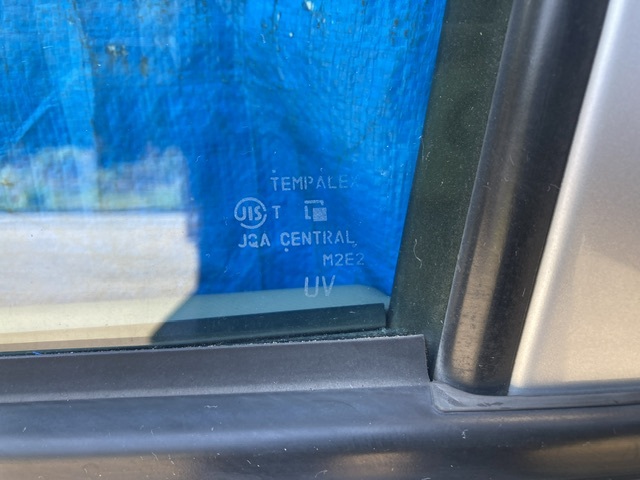 TEMPALEX
JIS T L
JQA CENTRAL
M2E2
UV